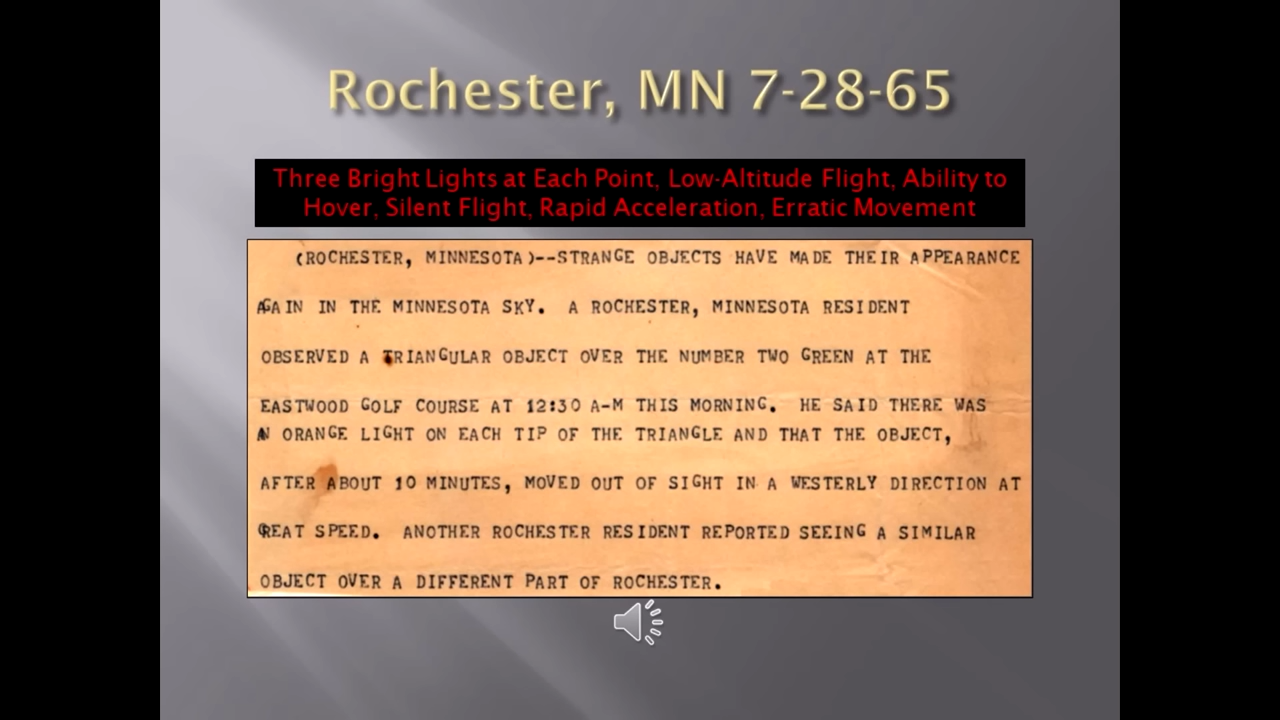 Rochester, MN 7-28-65
Three Bright Lights at Each Point, Low-Altitude Flight, Ability to
Hover, Silent Flight, Rapid Acceleration, Erratic Movement
(ROCHESTER, MINNESOTA)--STRANGE OBJECTS HAVE MADE THEIR APPEARANCE
AGAIN IN THE MINNESOTA SKY. A ROCHESTER, MINNESOTA RESIDENT
OBSERVED A TRIANGULAR OBJECT OVER THE NUMBER TWO GREEN AT THE
EASTWOOD GOLF COURSE AT 12:30 A-M THIS MORNING. HE SAID THERE WAS
AN ORANGE LIGHT ON EACH TIP OF THE TRIANGLE AND THAT THE OBJECT,
AFTER ABOUT 10 MINUTES, MOVED OUT OF SIGHT IN A WESTERLY DIRECTION AT
GREAT SPEED. ANOTHER ROCHESTER RESIDENT REPORTED SEEING A SIMILAR
OBJECT OVER A DIFFERENT PART OF ROCHESTER.